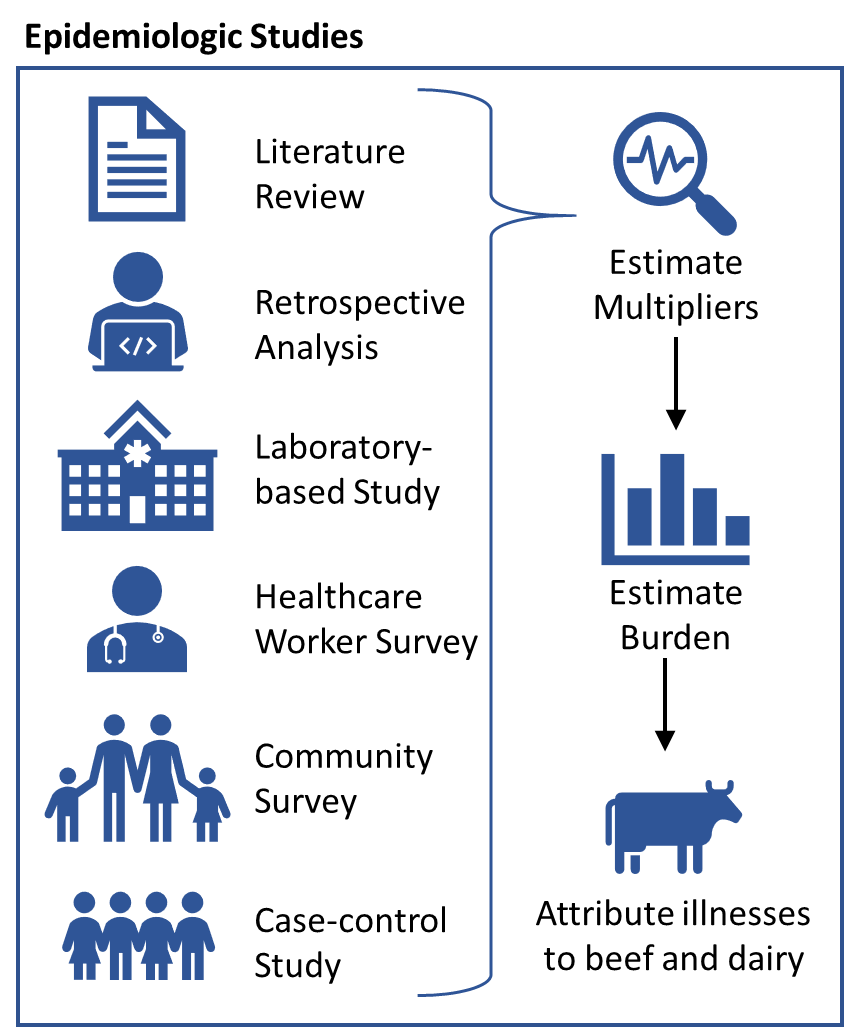 Epidemiologic Studies
Literature
Review
Retrospective
Analysis
</>
Laboratory-
based Study
Healthcare
Worker Survey
Community
Survey
Case-control
Study
Estimate
Multipliers
Estimate
Burden
Attribute illnesses
to beef and dairy